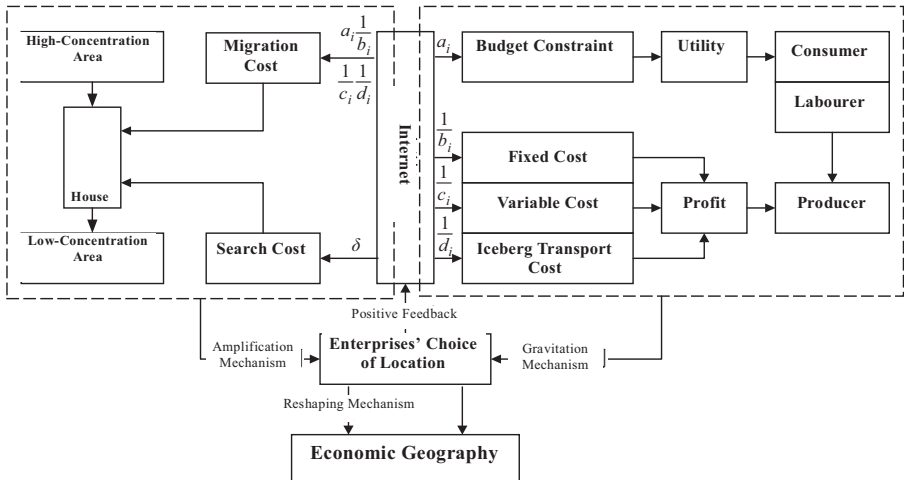 High-Concentration
Area
Migration
Cost
a_i 1/b_i
1/c_i 1/d_i
House
Low-Concentration
Area
Search Cost
δ
Internet
a_i
1/b_i
1/c_i
1/d_i
Budget Constraint
Utility
Consumer
Labourer
Fixed Cost
Variable Cost
Profit
Producer
Iceberg Transport
Cost
Positive Feedback
Amplification
Mechanism
Enterprises’ Choice
of Location
Gravitation
Mechanism
Reshaping Mechanism
Economic Geography